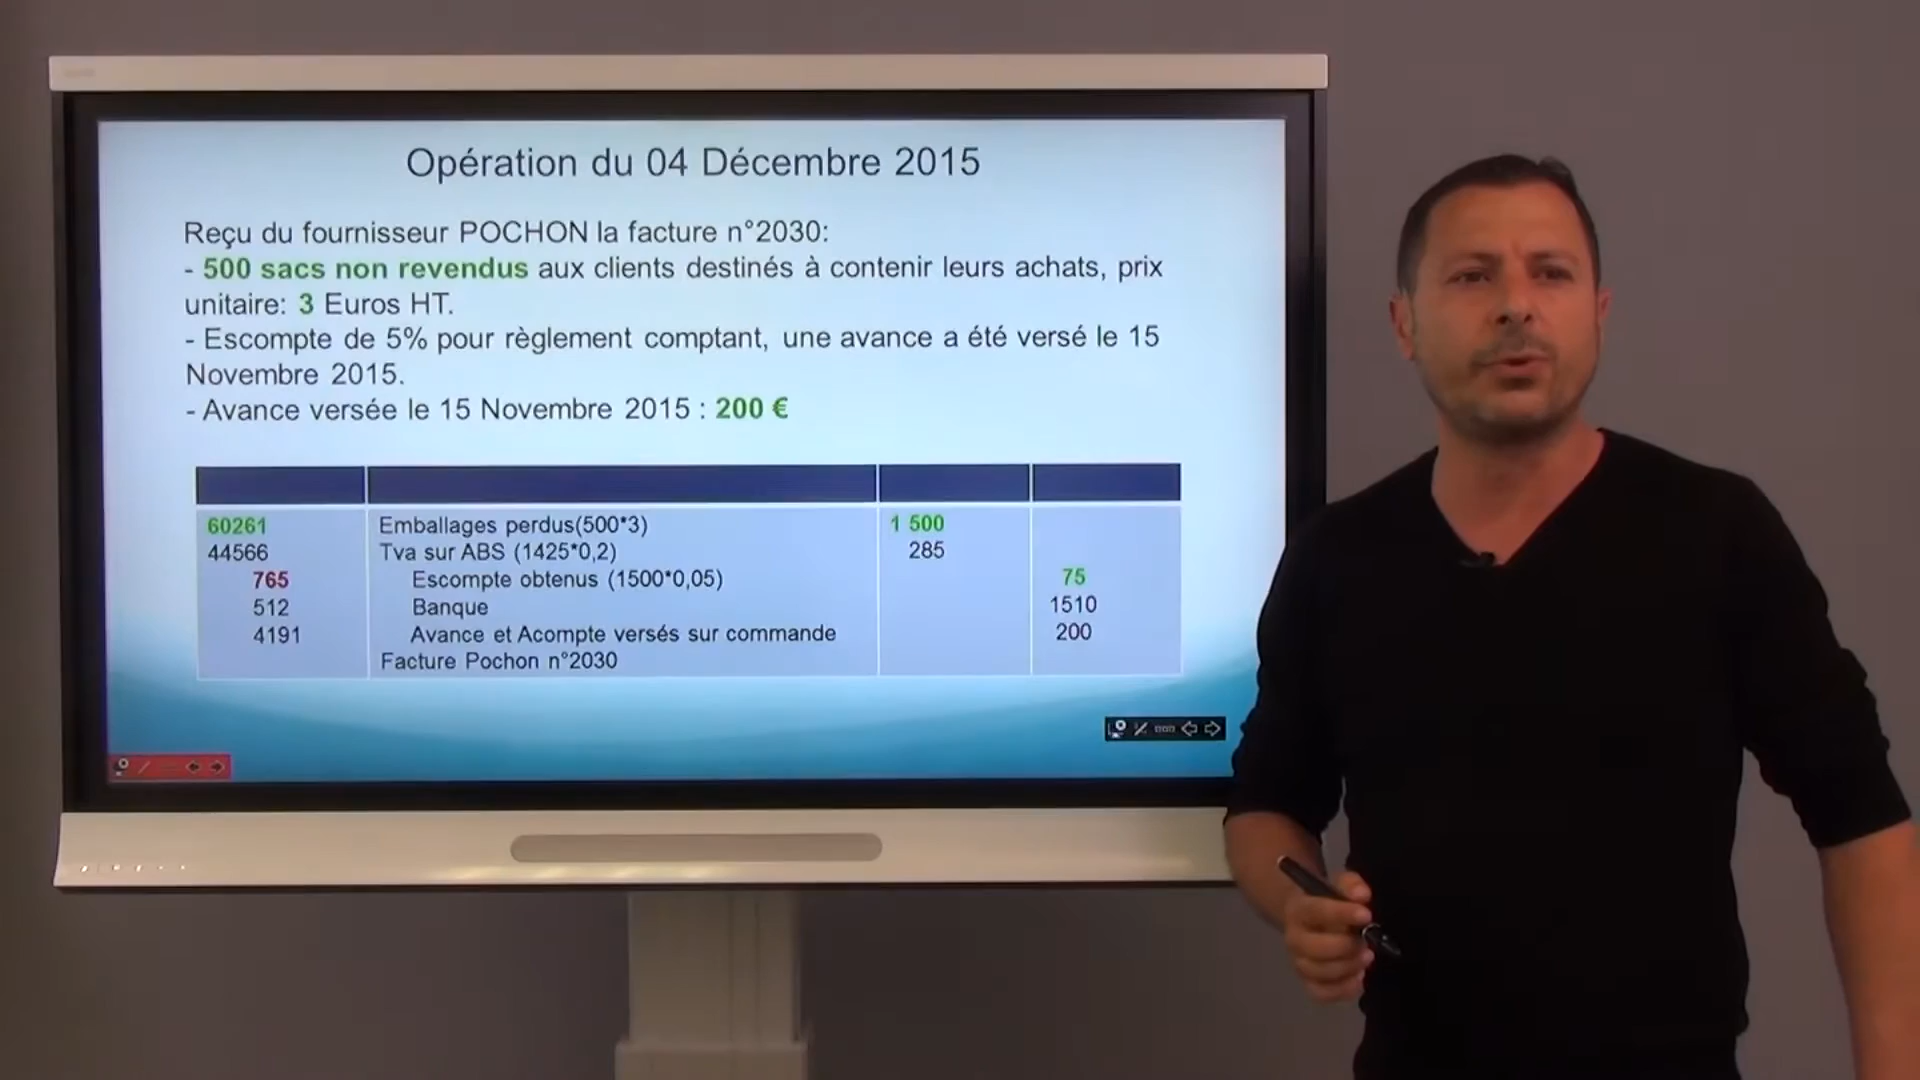 Opération du 04 Décembre 2015
Reçu du fournisseur POCHON la facture n°2030:
- 500 sacs non revendus aux clients destinés à contenir leurs achats, prix
unitaire: 3 Euros HT.
- Escompte de 5% pour règlement comptant, une avance a été versé le 15
Novembre 2015.
- Avance versée le 15 Novembre 2015 : 200 €
60261 Emballages perdus(500*3) 1 500
44566 Tva sur ABS (1425*0,2) 285
765 Escompte obtenus (1500*0,05) 75
512 Banque 1510
4191 Avance et Acompte versés sur commande 200
Facture Pochon n°2030